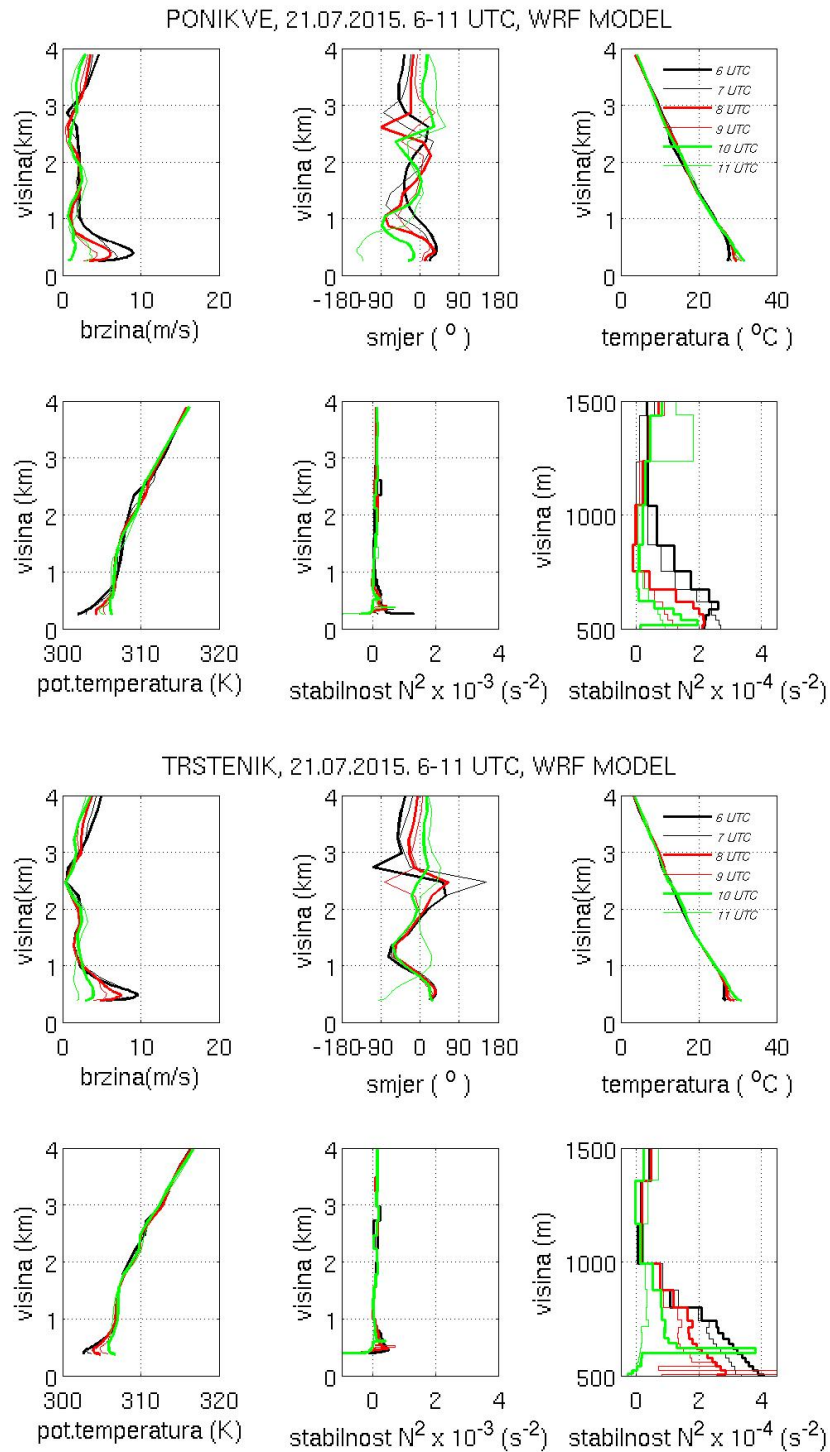 PONIKVE, 21.07.2015. 6-11 UTC, WRF MODEL
4
3
2
1
0
visina(km)
0 10 20
brzina(m/s)
4
3
2
1
0
visina(km)
-180 -90 0 90 180
smjer ( º )
4
3
2
1
0
visina(km)
6 UTC
7 UTC
8 UTC
9 UTC
10 UTC
11 UTC
0 20 40
temperatura ( ºC )
4
3
2
1
0
visina (km)
300 310 320
pot.temperatura (K)
4
3
2
1
0
visina (km)
0 2 4
stabilnost N² x 10⁻³ (s⁻²)
1500
1000
500
visina (m)
0 2 4
stabilnost N² x 10⁻⁴ (s⁻²)
TRSTENIK, 21.07.2015. 6-11 UTC, WRF MODEL
4
3
2
1
0
visina(km)
0 10 20
brzina(m/s)
4
3
2
1
0
visina(km)
-180 -90 0 90 180
smjer ( º )
4
3
2
1
0
visina(km)
6 UTC
7 UTC
8 UTC
9 UTC
10 UTC
11 UTC
0 20 40
temperatura ( ºC )
4
3
2
1
0
visina (km)
300 310 320
pot.temperatura (K)
4
3
2
1
0
visina (km)
0 2 4
stabilnost N² x 10⁻³ (s⁻²)
1500
1000
500
visina (m)
0 2 4
stabilnost N² x 10⁻⁴ (s⁻²)